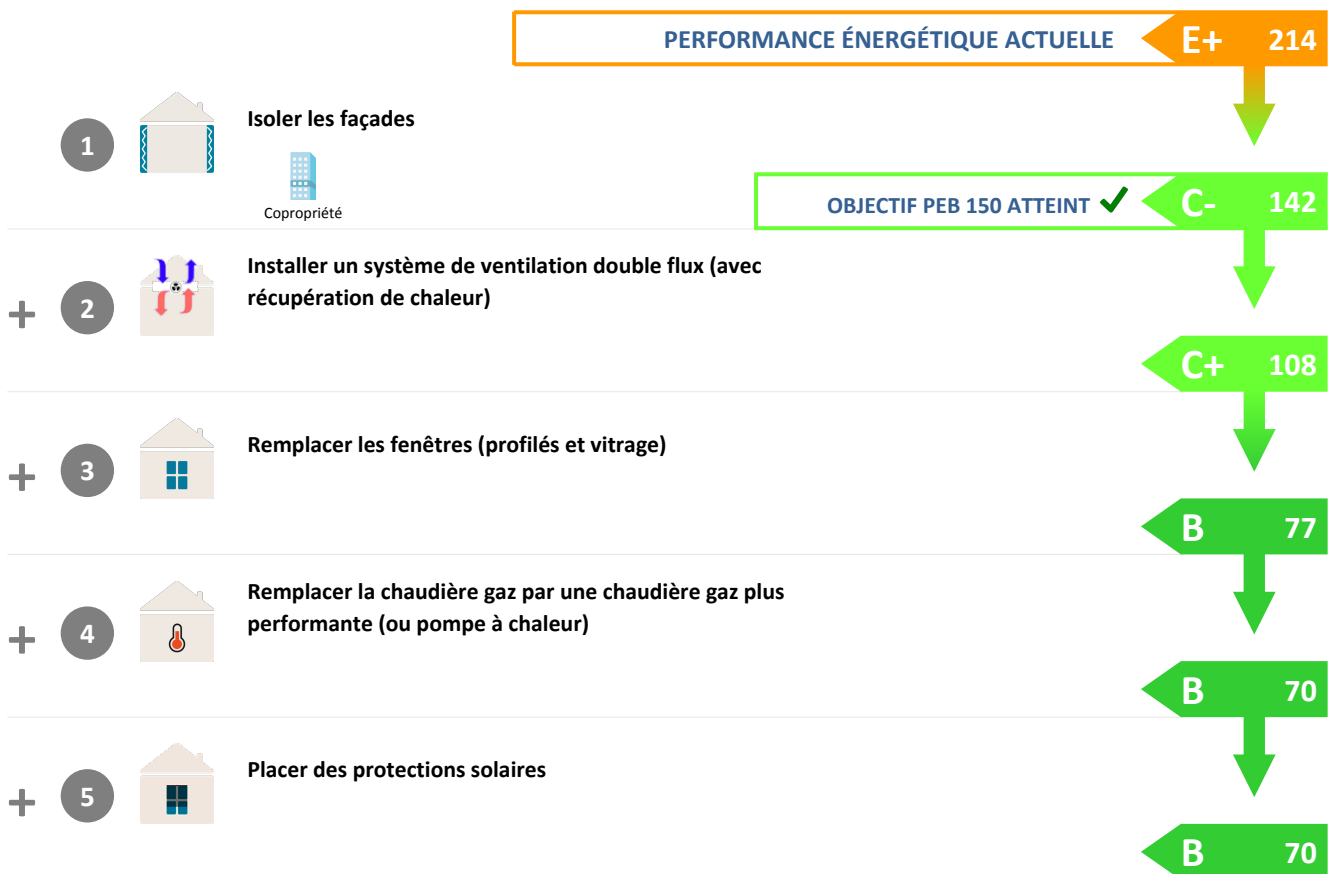 PERFORMANCE ÉNERGÉTIQUE ACTUELLE
E+ 214
1
Isoler les façades
Copropriété
OBJECTIF PEB 150 ATTEINT ✔
C- 142
+ 2
Installer un système de ventilation double flux (avec
récupération de chaleur)
C+ 108
+ 3
Remplacer les fenêtres (profilés et vitrage)
B 77
+ 4
Remplacer la chaudière gaz par une chaudière gaz plus
performante (ou pompe à chaleur)
B 70
+ 5
Placer des protections solaires
B 70